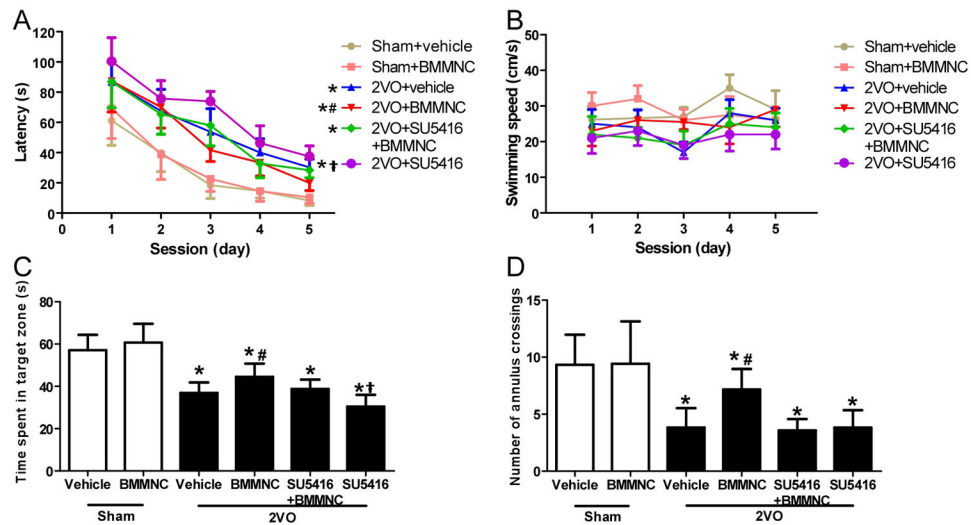 A
Latency (s)
120
100
80
60
40
20
0
0
1
2
3
4
5
Session (day)
Sham+vehicle
Sham+BMMNC
* 2VO+vehicle
*# 2VO+BMMNC
* 2VO+SU5416
+BMMNC
*† 2VO+SU5416
B
Swimming speed (cm/s)
50
40
30
20
10
0
1
2
3
4
5
Session (day)
Sham+vehicle
Sham+BMMNC
2VO+vehicle
2VO+BMMNC
2VO+SU5416
+BMMNC
2VO+SU5416
C
Time spent in target zone (s)
80
60
40
20
0
*
*#
*
*†
Vehicle BMMNC Vehicle BMMNC SU5416 SU5416
+BMMNC
Sham 2VO
D
Number of annulus crossings
15
10
5
0
*
*#
*
*
Vehicle BMMNC Vehicle BMMNC SU5416 SU5416
+BMMNC
Sham 2VO